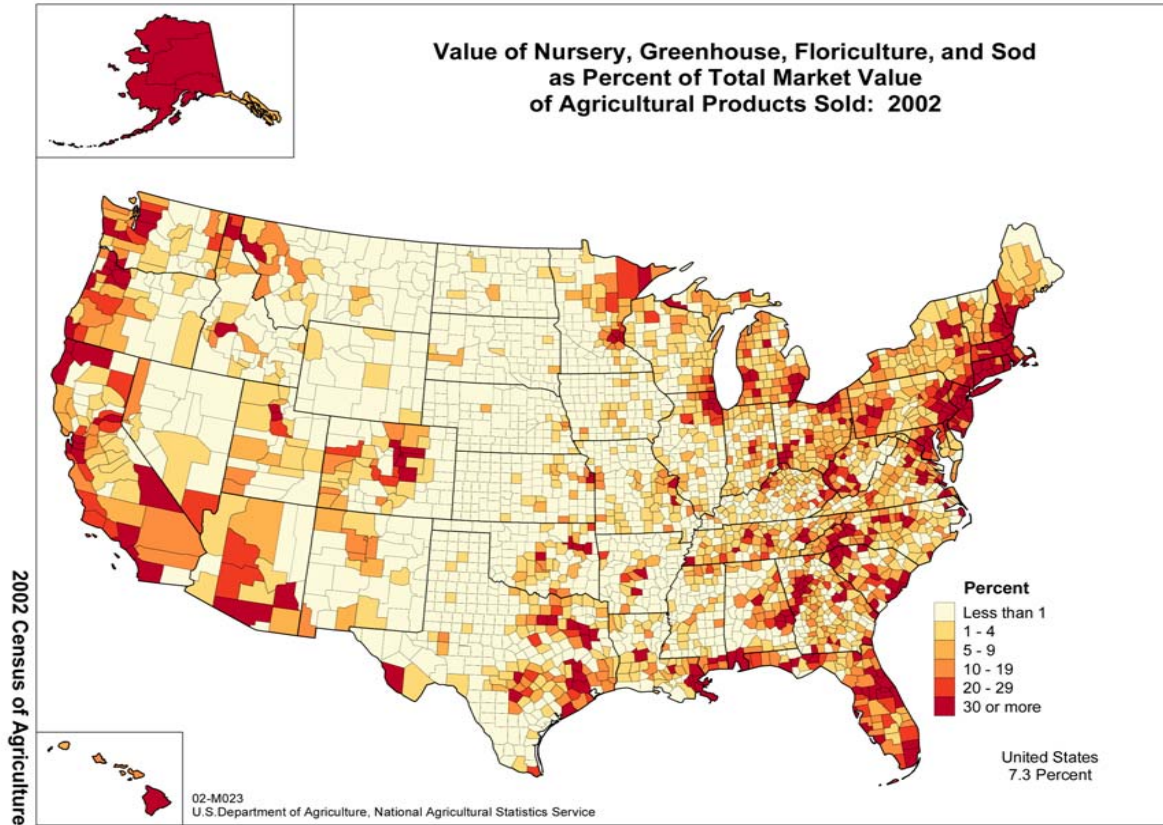 Value of Nursery, Greenhouse, Floriculture, and Sod
as Percent of Total Market Value
of Agricultural Products Sold: 2002
Percent
Less than 1
1 - 4
5 - 9
10 - 19
20 - 29
30 or more
United States
7.3 Percent
02-M023
U.S.Department of Agriculture, National Agricultural Statistics Service
2002 Census of Agriculture